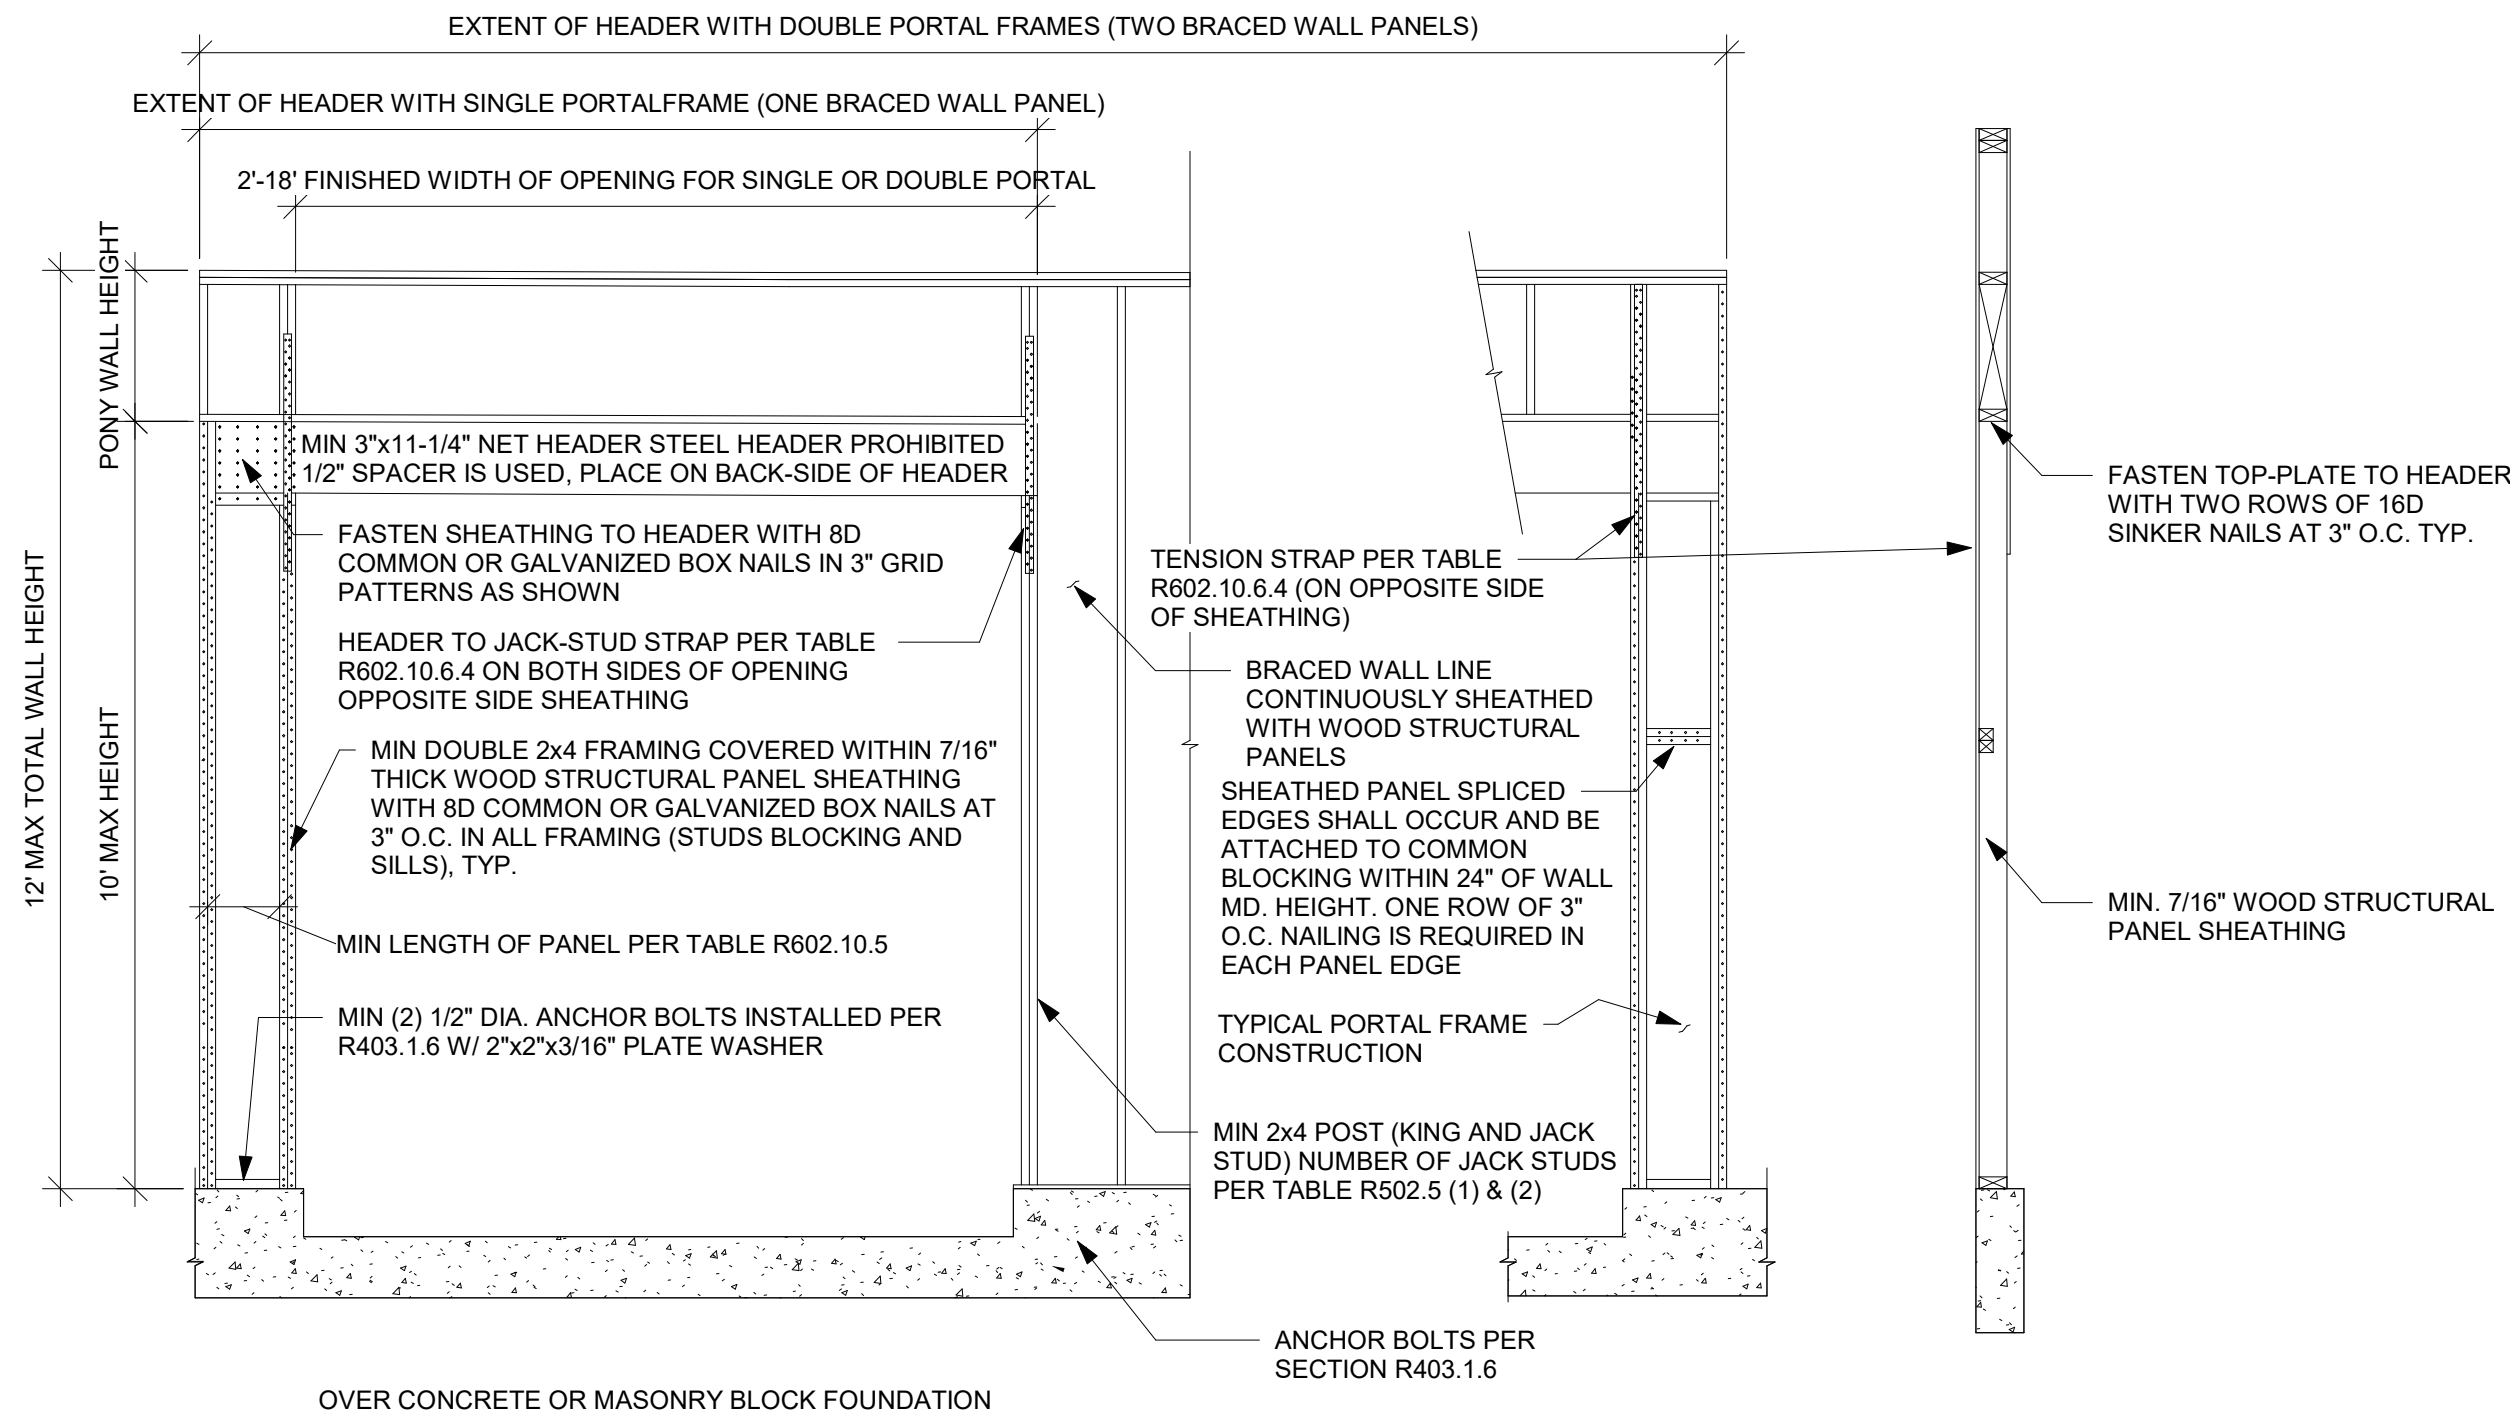 EXTENT OF HEADER WITH DOUBLE PORTAL FRAMES (TWO BRACED WALL PANELS)
EXTENT OF HEADER WITH SINGLE PORTALFRAME (ONE BRACED WALL PANEL)
2'-18' FINISHED WIDTH OF OPENING FOR SINGLE OR DOUBLE PORTAL
PONY WALL HEIGHT
12' MAX TOTAL WALL HEIGHT
10' MAX HEIGHT
MIN 3"x11-1/4" NET HEADER STEEL HEADER PROHIBITED
1/2" SPACER IS USED, PLACE ON BACK-SIDE OF HEADER
FASTEN SHEATHING TO HEADER WITH 8D
COMMON OR GALVANIZED BOX NAILS IN 3" GRID
PATTERNS AS SHOWN
HEADER TO JACK-STUD STRAP PER TABLE
R602.10.6.4 ON BOTH SIDES OF OPENING
OPPOSITE SIDE SHEATHING
MIN DOUBLE 2x4 FRAMING COVERED WITHIN 7/16"
THICK WOOD STRUCTURAL PANEL SHEATHING
WITH 8D COMMON OR GALVANIZED BOX NAILS AT
3" O.C. IN ALL FRAMING (STUDS BLOCKING AND
SILLS), TYP.
MIN LENGTH OF PANEL PER TABLE R602.10.5
MIN (2) 1/2" DIA. ANCHOR BOLTS INSTALLED PER
R403.1.6 W/ 2"x2"x3/16" PLATE WASHER
TENSION STRAP PER TABLE
R602.10.6.4 (ON OPPOSITE SIDE
OF SHEATHING)
BRACED WALL LINE
CONTINUOUSLY SHEATHED
WITH WOOD STRUCTURAL
PANELS
SHEATHED PANEL SPLICED
EDGES SHALL OCCUR AND BE
ATTACHED TO COMMON
BLOCKING WITHIN 24" OF WALL
MD. HEIGHT. ONE ROW OF 3"
O.C. NAILING IS REQUIRED IN
EACH PANEL EDGE
TYPICAL PORTAL FRAME
CONSTRUCTION
MIN 2x4 POST (KING AND JACK
STUD) NUMBER OF JACK STUDS
PER TABLE R502.5 (1) & (2)
ANCHOR BOLTS PER
SECTION R403.1.6
FASTEN TOP-PLATE TO HEADER
WITH TWO ROWS OF 16D
SINKER NAILS AT 3" O.C. TYP.
MIN. 7/16" WOOD STRUCTURAL
PANEL SHEATHING
OVER CONCRETE OR MASONRY BLOCK FOUNDATION